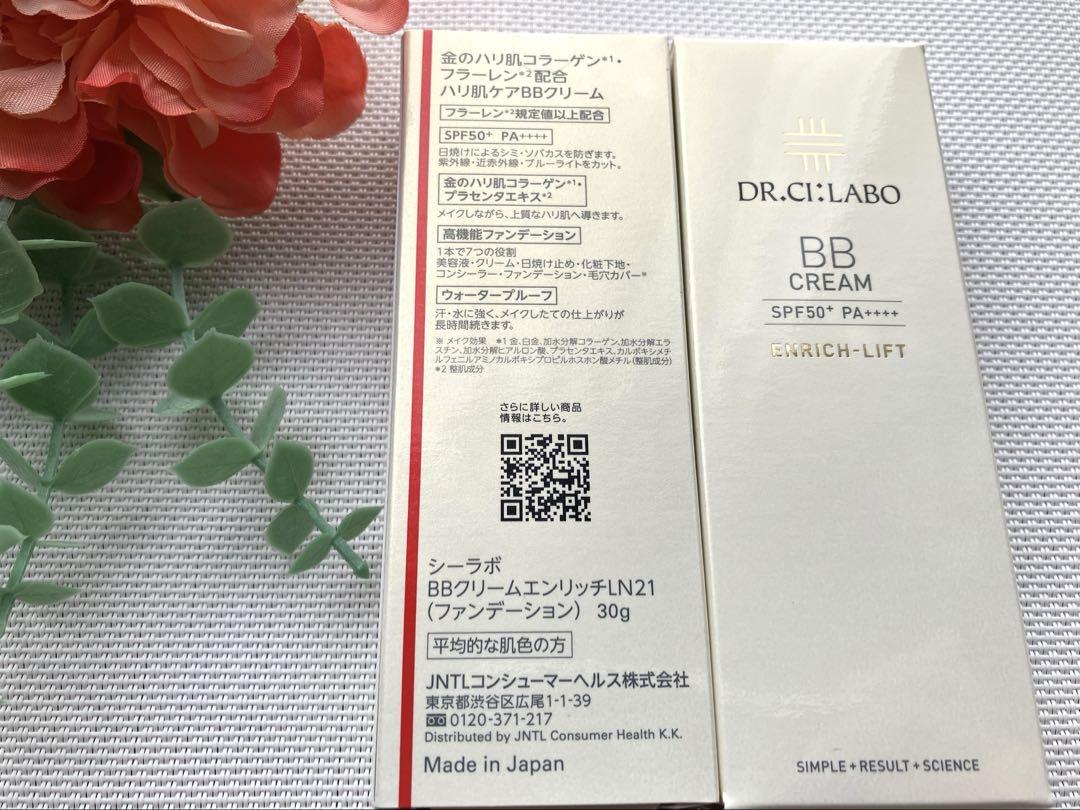 金のハリ肌コラーゲン*1・
フラーレン*2配合
ハリ肌ケアBBクリーム
フラーレン*2規定値以上配合
SPF50+ PA++++
日焼けによるシミ・ソバカスを防ぎます。
紫外線・近赤外線・ブルーライトをカット。
金のハリ肌コラーゲン*1・
プラセンタエキス*2
メイクしながら、上質なハリ肌へ導きます。
高機能ファンデーション
1本で7つの役割
美容液・クリーム・日焼け止め・化粧下地・
コンシーラー・ファンデーション・毛穴カバー※
ウォータープルーフ
汗・水に強く、メイクしたての仕上がりが
長時間続きます。
※ メイク効果 *1 金、白金、加水分解コラーゲン、加水分解エラ
スチン、加水分解ヒアルロン酸、プラセンタエキス、カルボキシメチ
ルフェニルアミノカルボキシプロピルホスホン酸メチル(整肌成分)
*2 整肌成分
さらに詳しい商品
情報はこちら。
シーラボ
BBクリームエンリッチLN21
(ファンデーション) 30g
平均的な肌色の方
JNTLコンシューマーヘルス株式会社
東京都渋谷区広尾1-1-39
0120-371-217
Distributed by JNTL Consumer Health K.K.
Made in Japan
DR.CI:LABO
BB
CREAM
SPF50+ PA++++
ENRICH-LIFT
SIMPLE+RESULT+SCIENCE